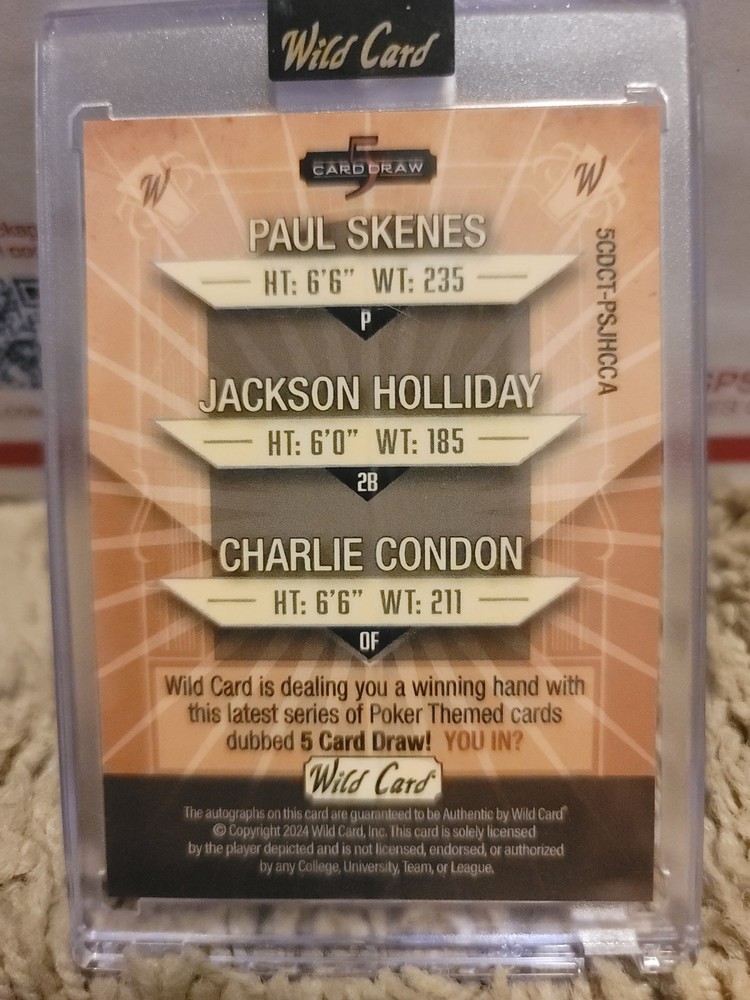 Wild Card
5
CARD DRAW
W
W
PAUL SKENES
HT: 6'6" WT: 235
P
5CDCT-PSJHCCA
JACKSON HOLLIDAY
HT: 6'0" WT: 185
2B
CHARLIE CONDON
HT: 6'6" WT: 211
OF
Wild Card is dealing you a winning hand with
this latest series of Poker Themed cards
dubbed 5 Card Draw! YOU IN?
Wild Card
The autographs on this card are guaranteed to be Authentic by Wild Card®
© Copyright 2024 Wild Card, Inc. This card is solely licensed
by the player depicted and is not licensed, endorsed, or authorized
by any College, University, Team, or League.